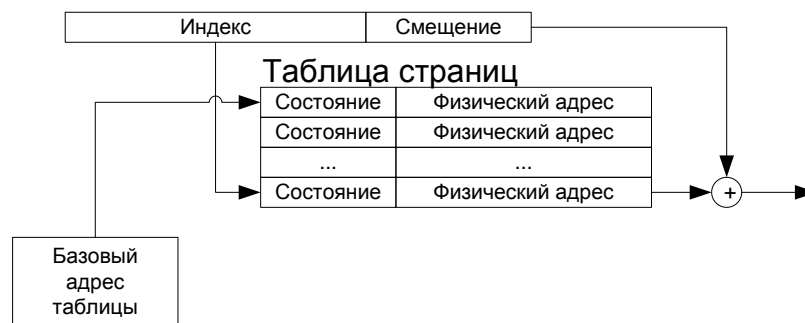 Индекс Смещение
Таблица страниц
Состояние Физический адрес
Состояние Физический адрес
... ...
Состояние Физический адрес
+
Базовый
адрес
таблицы